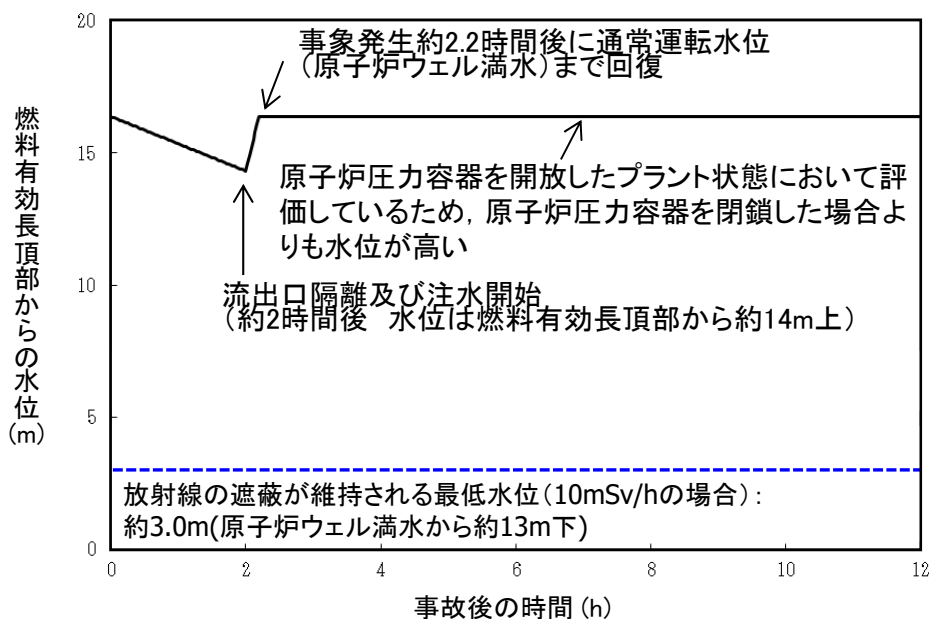 20
15
10
5
0
燃料有効長頂部からの水位
(m)
事象発生約2.2時間後に通常運転水位
（原子炉ウェル満水）まで回復
原子炉圧力容器を開放したプラント状態において評
価しているため，原子炉圧力容器を閉鎖した場合よ
りも水位が高い
流出口隔離及び注水開始
（約2時間後　水位は燃料有効長頂部から約14m上）
放射線の遮蔽が維持される最低水位（10mSv/hの場合）：
約3.0m(原子炉ウェル満水から約13m下）
0 2 4 6 8 10 12
事故後の時間 (h)